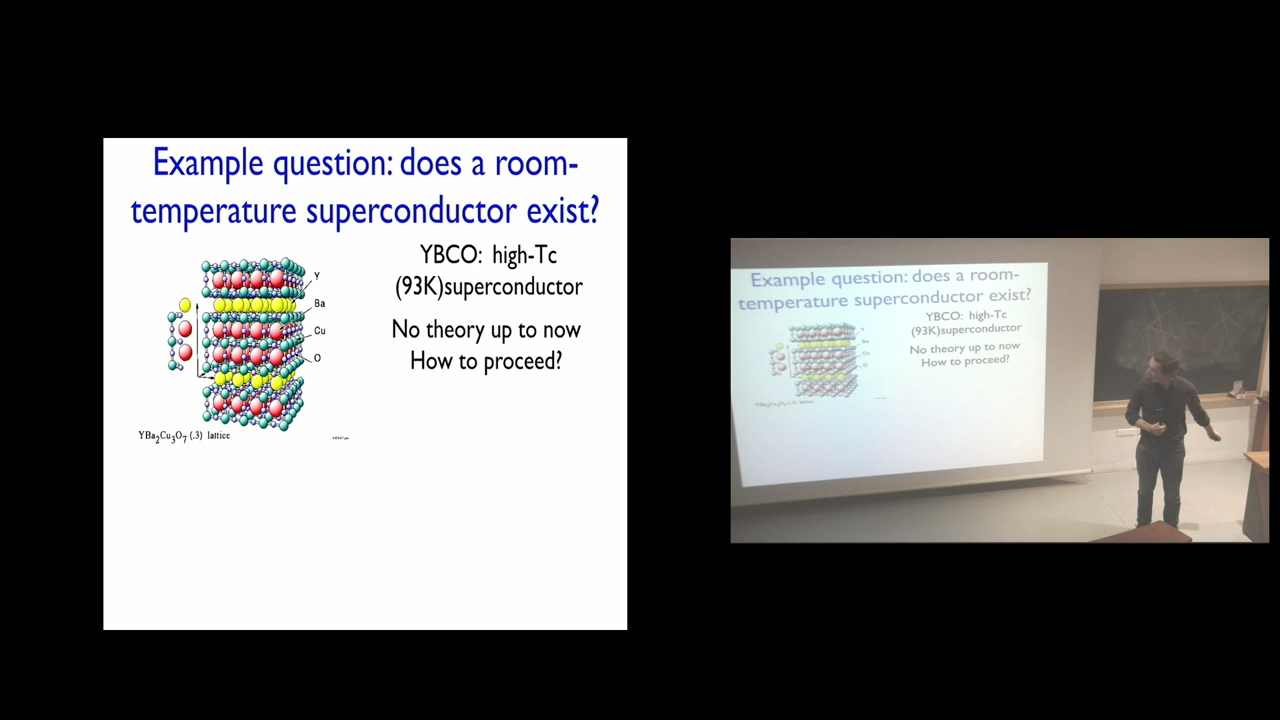 Example question: does a room-
temperature superconductor exist?
YBCO: high-Tc
(93K)superconductor
No theory up to now
How to proceed?
Y
Ba
Cu
O
YBa2Cu3O7 (.3) lattice
Example question: does a room-
temperature superconductor exist?
YBCO: high-Tc
(93K)superconductor
No theory up to now
How to proceed?